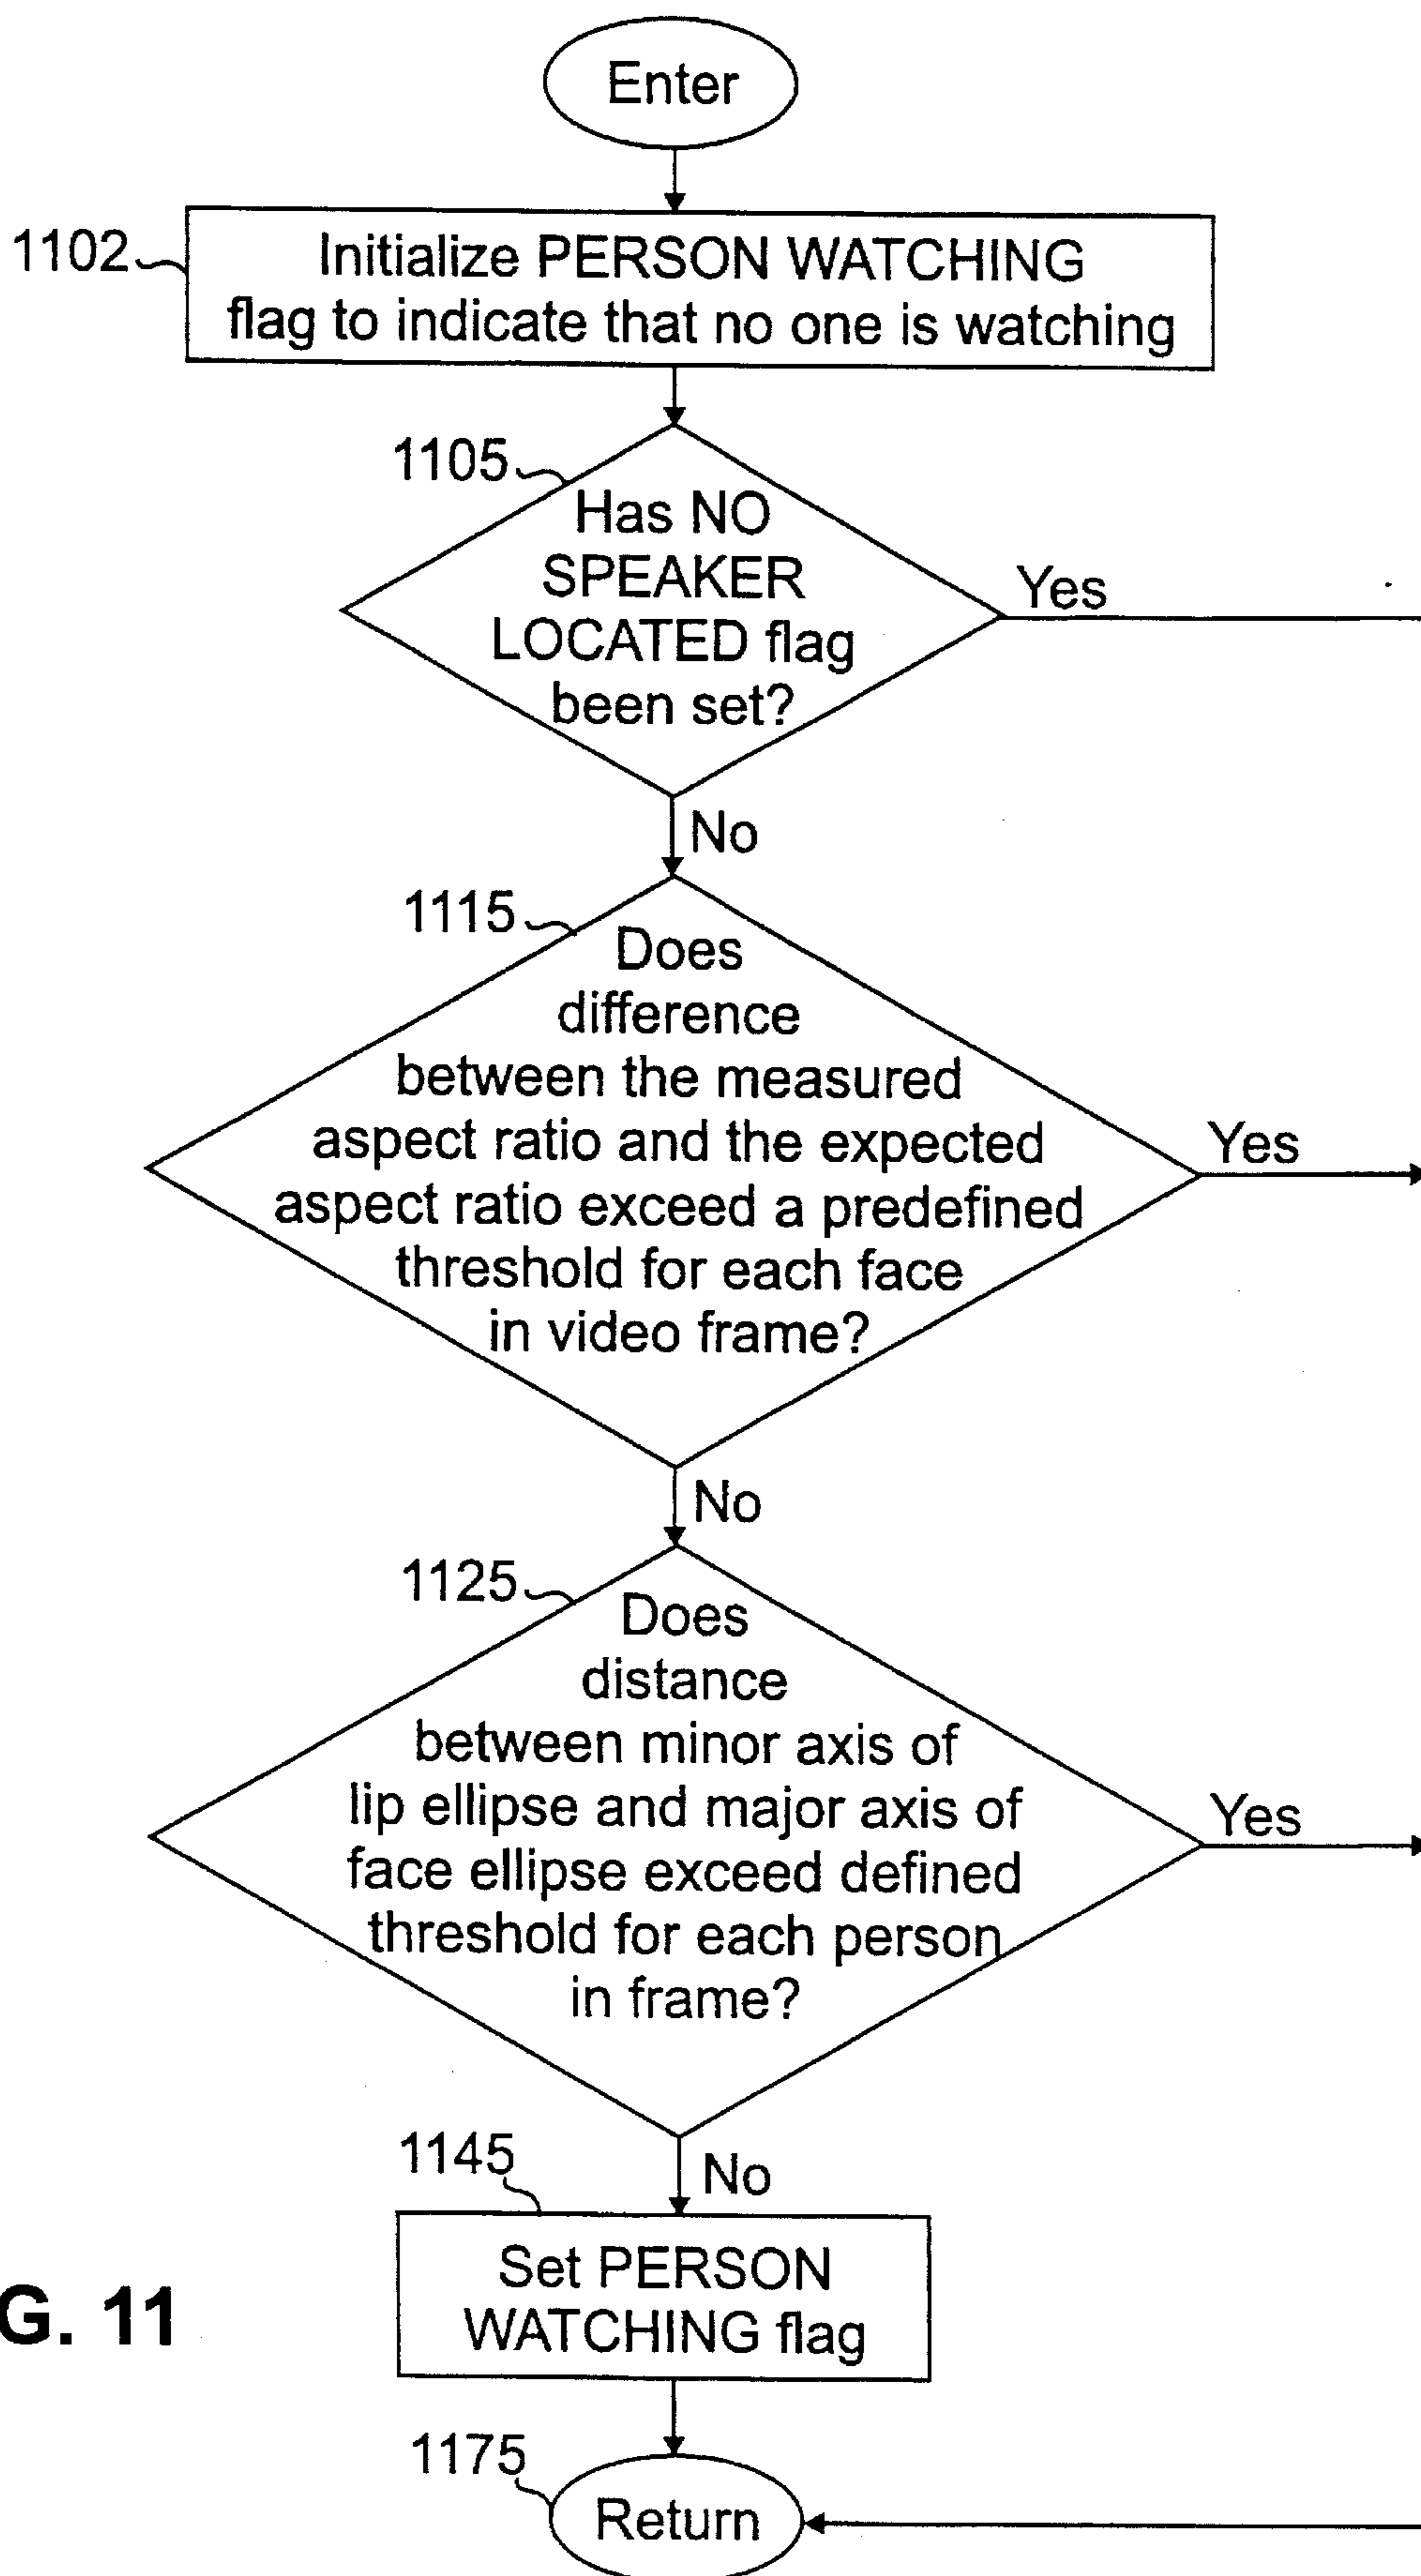 Enter
1102
Initialize PERSON WATCHING
flag to indicate that no one is watching
1105
Has NO
SPEAKER
LOCATED flag
been set?
Yes
No
1115
Does
difference
between the measured
aspect ratio and the expected
aspect ratio exceed a predefined
threshold for each face
in video frame?
Yes
No
1125
Does
distance
between minor axis of
lip ellipse and major axis of
face ellipse exceed defined
threshold for each person
in frame?
Yes
No
1145
Set PERSON
WATCHING flag
G. 11
1175
Return